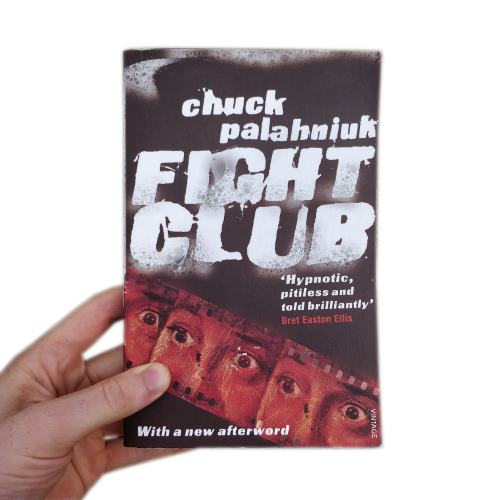 chuck
palahniuk
FIGHT
CLUB
‘Hypnotic,
pitiless and
told brilliantly’
Bret Easton Ellis
With a new afterword
VINTAGE